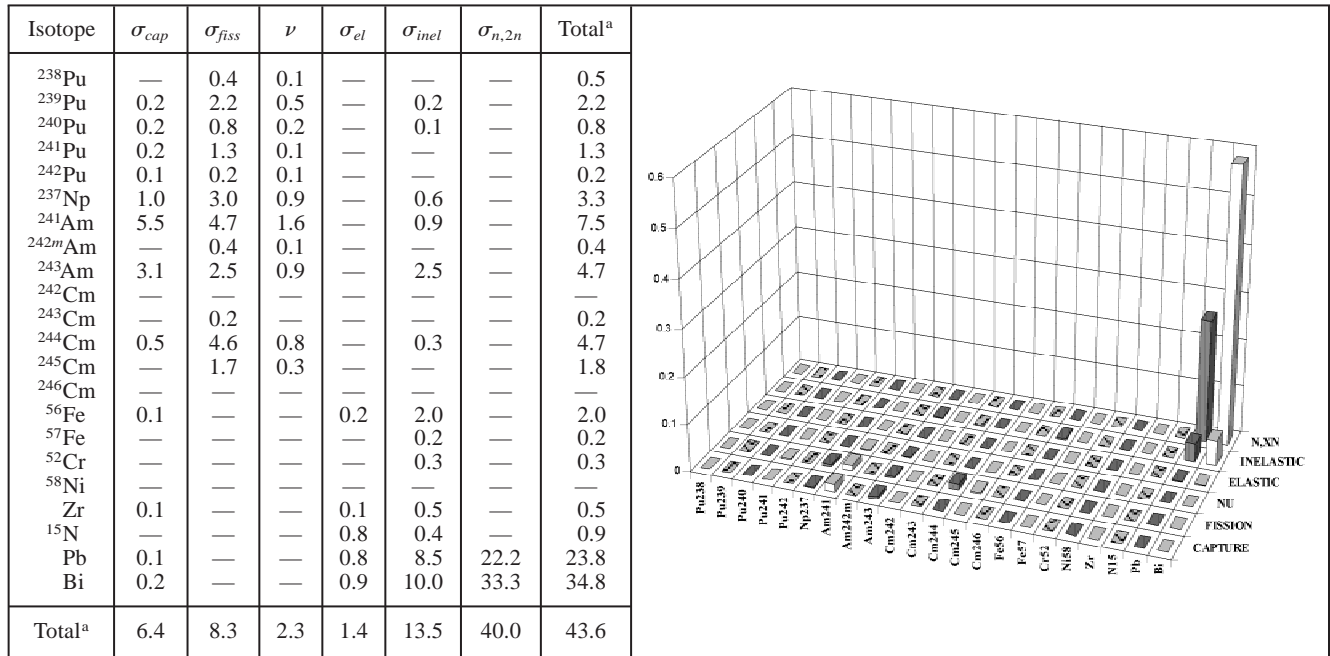 Isotope σcap σfiss ν σel σinel σn,2n Totalᵃ
²³⁸Pu — 0.4 0.1 — — — 0.5
²³⁹Pu 0.2 2.2 0.5 — 0.2 — 2.2
²⁴⁰Pu 0.2 0.8 0.2 — 0.1 — 0.8
²⁴¹Pu 0.2 1.3 0.1 — — — 1.3
²⁴²Pu 0.1 0.2 0.1 — — — 0.2
²³⁷Np 1.0 3.0 0.9 — 0.6 — 3.3
²⁴¹Am 5.5 4.7 1.6 — 0.9 — 7.5
²⁴²ᵐAm — 0.4 0.1 — — — 0.4
²⁴³Am 3.1 2.5 0.9 — 2.5 — 4.7
²⁴²Cm — — — — — — —
²⁴³Cm — 0.2 — — — — 0.2
²⁴⁴Cm 0.5 4.6 0.8 — 0.3 — 4.7
²⁴⁵Cm — 1.7 0.3 — — — 1.8
²⁴⁶Cm — — — — — — —
⁵⁶Fe 0.1 — — 0.2 2.0 — 2.0
⁵⁷Fe — — — — 0.2 — 0.2
⁵²Cr — — — — 0.3 — 0.3
⁵⁸Ni — — — — — — —
Zr 0.1 — — 0.1 0.5 — 0.5
¹⁵N — — — 0.8 0.4 — 0.9
Pb 0.1 — — 0.8 8.5 22.2 23.8
Bi 0.2 — — 0.9 10.0 33.3 34.8
Totalᵃ 6.4 8.3 2.3 1.4 13.5 40.0 43.6
0.6
0.5
0.4
0.3
0.2
0.1
0
Pu238
Pu239
Pu240
Pu241
Pu242
Np237
Am241
Am242m
Am243
Cm242
Cm243
Cm244
Cm245
Cm246
Fe56
Fe57
Cr52
Ni58
Zr
N15
Pb
Bi
N,XN
INELASTIC
ELASTIC
NU
FISSION
CAPTURE